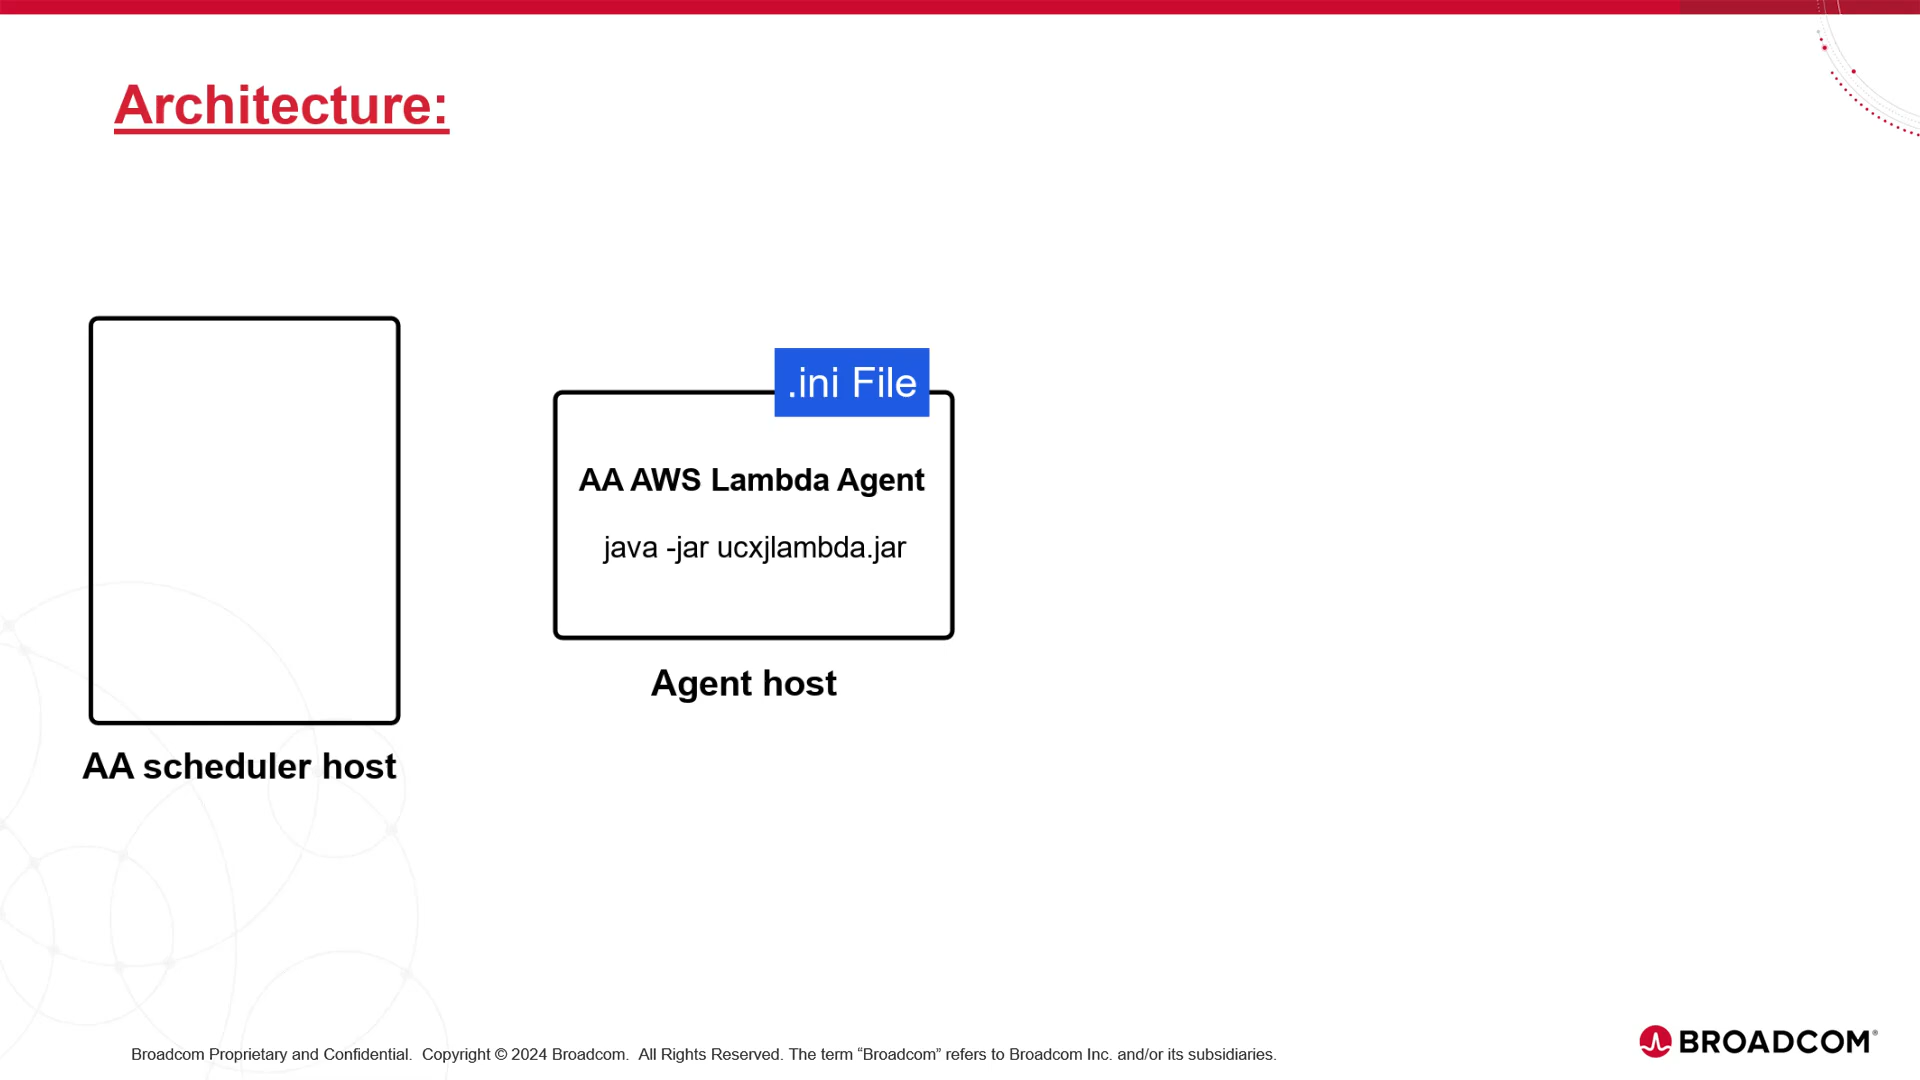 Architecture:
.ini File
AA AWS Lambda Agent
java -jar ucxjlambda.jar
Agent host
AA scheduler host
Broadcom Proprietary and Confidential. Copyright © 2024 Broadcom. All Rights Reserved. The term “Broadcom” refers to Broadcom Inc. and/or its subsidiaries.
BROADCOM®